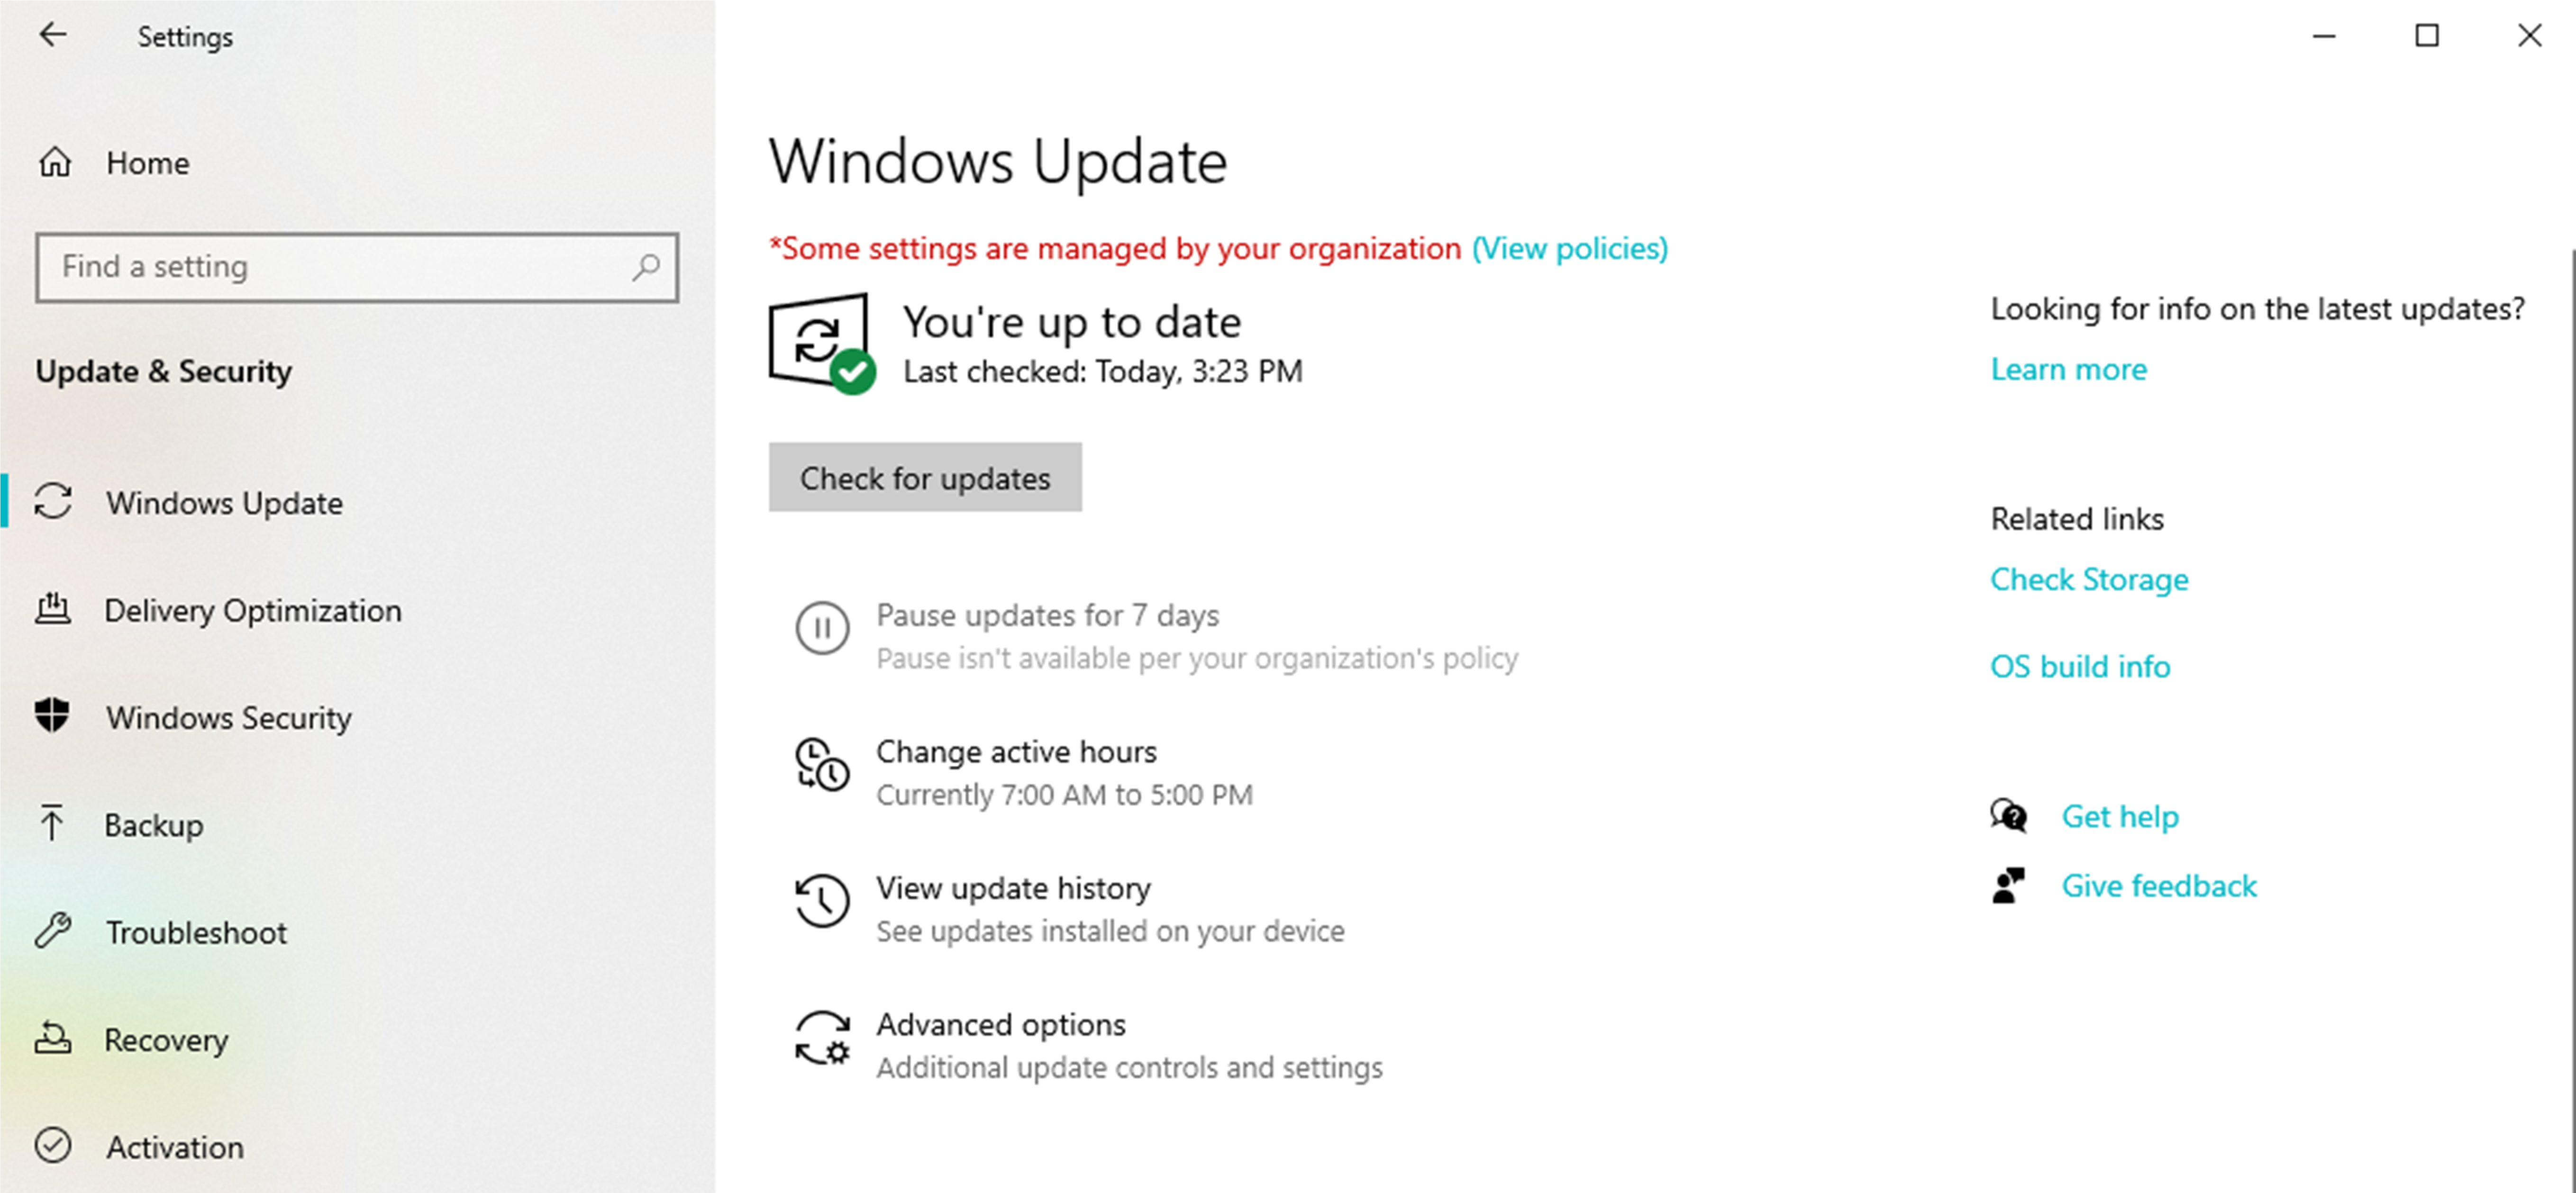 Settings
Home
Find a setting
Update & Security
Windows Update
Delivery Optimization
Windows Security
Backup
Troubleshoot
Recovery
Activation
Windows Update
*Some settings are managed by your organization (View policies)
You're up to date
Last checked: Today, 3:23 PM
Check for updates
Pause updates for 7 days
Pause isn't available per your organization's policy
Change active hours
Currently 7:00 AM to 5:00 PM
View update history
See updates installed on your device
Advanced options
Additional update controls and settings
Looking for info on the latest updates?
Learn more
Related links
Check Storage
OS build info
Get help
Give feedback